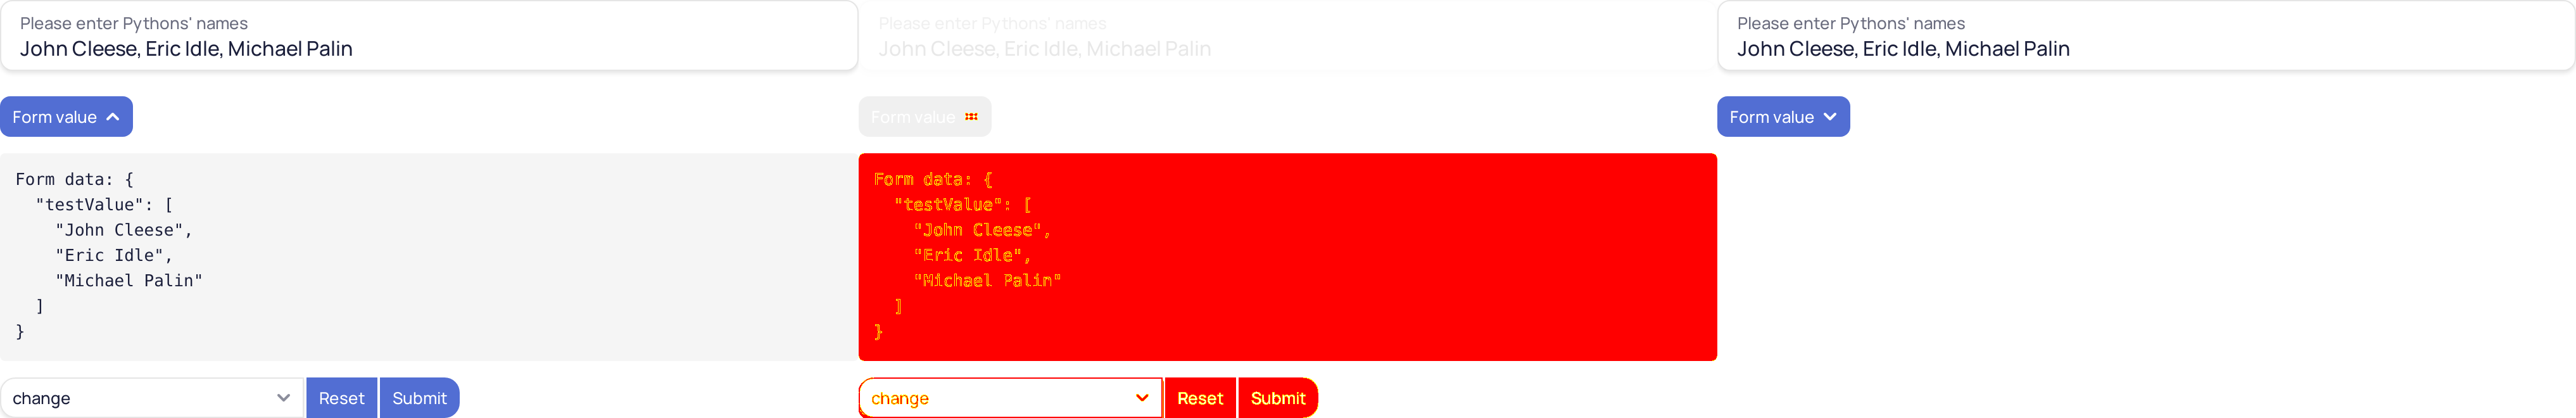 Please enter Pythons' names
John Cleese, Eric Idle, Michael Palin
Form value
Form data: {
  "testValue": [
    "John Cleese",
    "Eric Idle",
    "Michael Palin"
  ]
}
change
Reset
Submit
Please enter Pythons' names
John Cleese, Eric Idle, Michael Palin
Form value
Form data: {
  "testValue": [
    "John Cleese",
    "Eric Idle",
    "Michael Palin"
  ]
}
change
Reset
Submit
Please enter Pythons' names
John Cleese, Eric Idle, Michael Palin
Form value